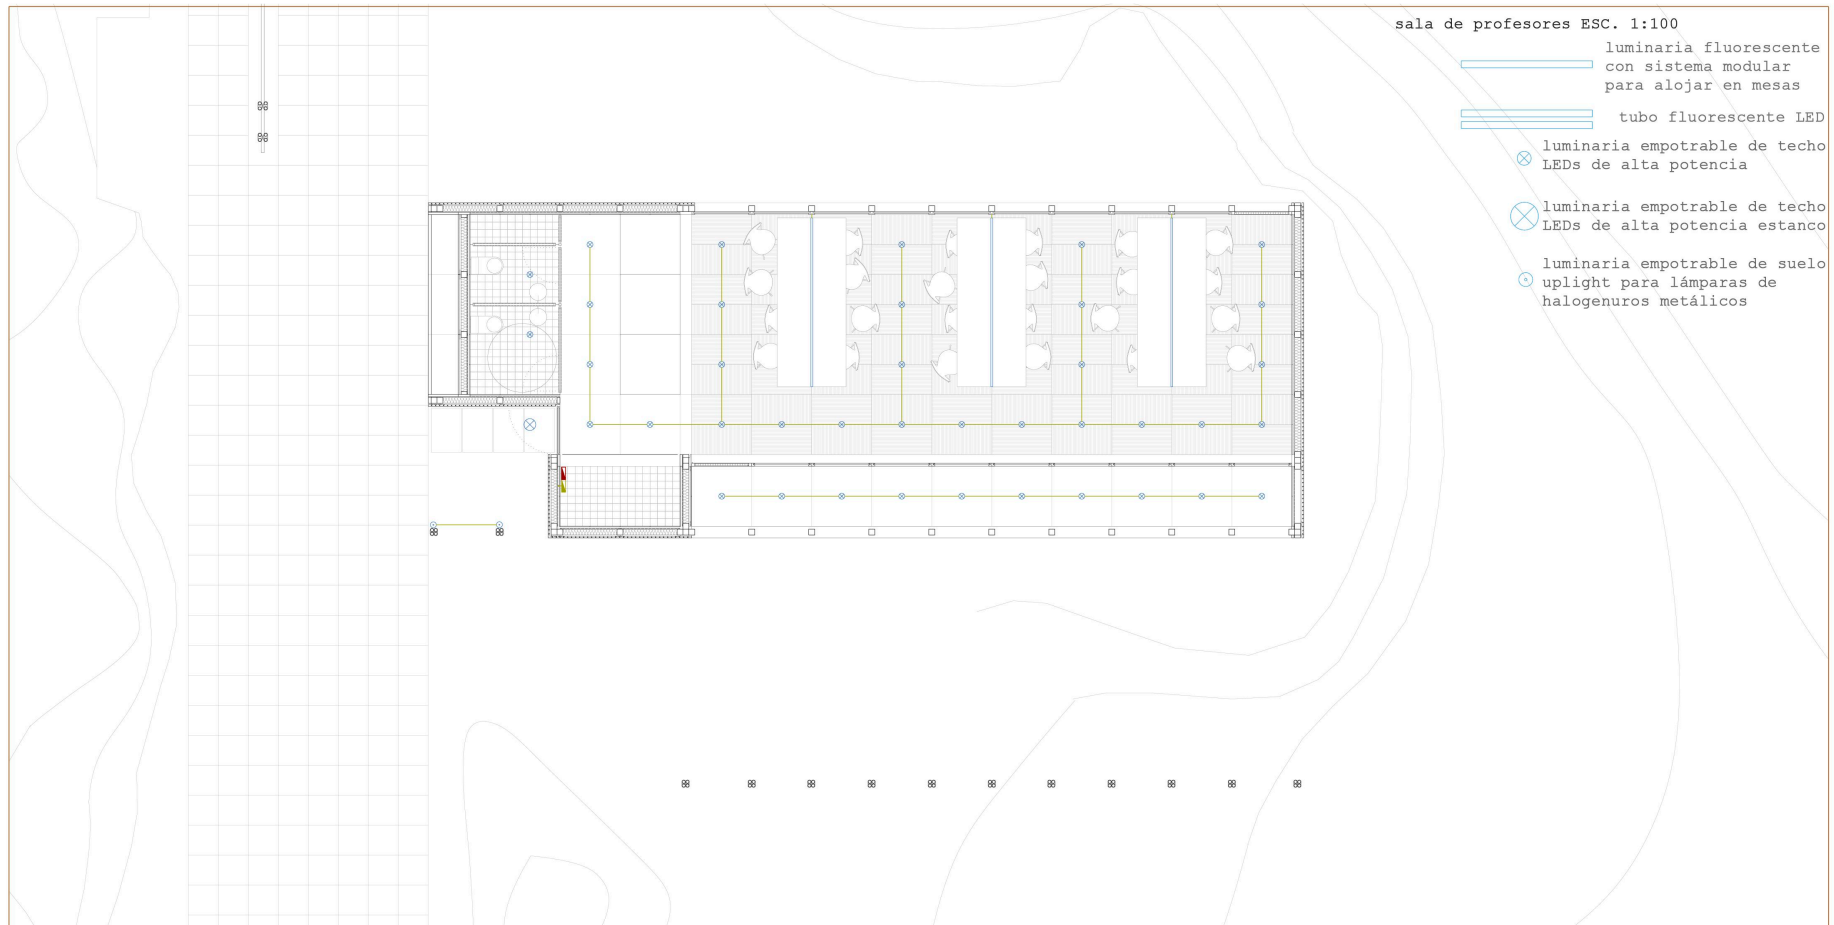 sala de profesores ESC. 1:100
luminaria fluorescente
con sistema modular
para alojar en mesas
tubo fluorescente LED
luminaria empotrable de techo
LEDs de alta potencia
luminaria empotrable de techo
LEDs de alta potencia estanco
luminaria empotrable de suelo
uplight para lámparas de
halogenuros metálicos